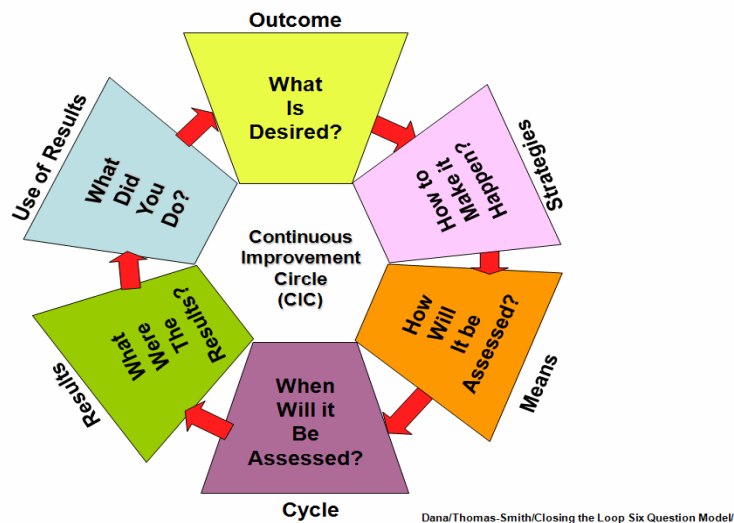 Outcome
What
Is
Desired?
Strategies
How to
Make it
Happen?
Means
How
Will
It be
Assessed?
Cycle
When
Will it
Be
Assessed?
Results
What
Were
The
Results?
Use of Results
What
Did
You
Do?
Continuous
Improvement
Circle
(CIC)
Dana/Thomas-Smith/Closing the Loop Six Question Model/